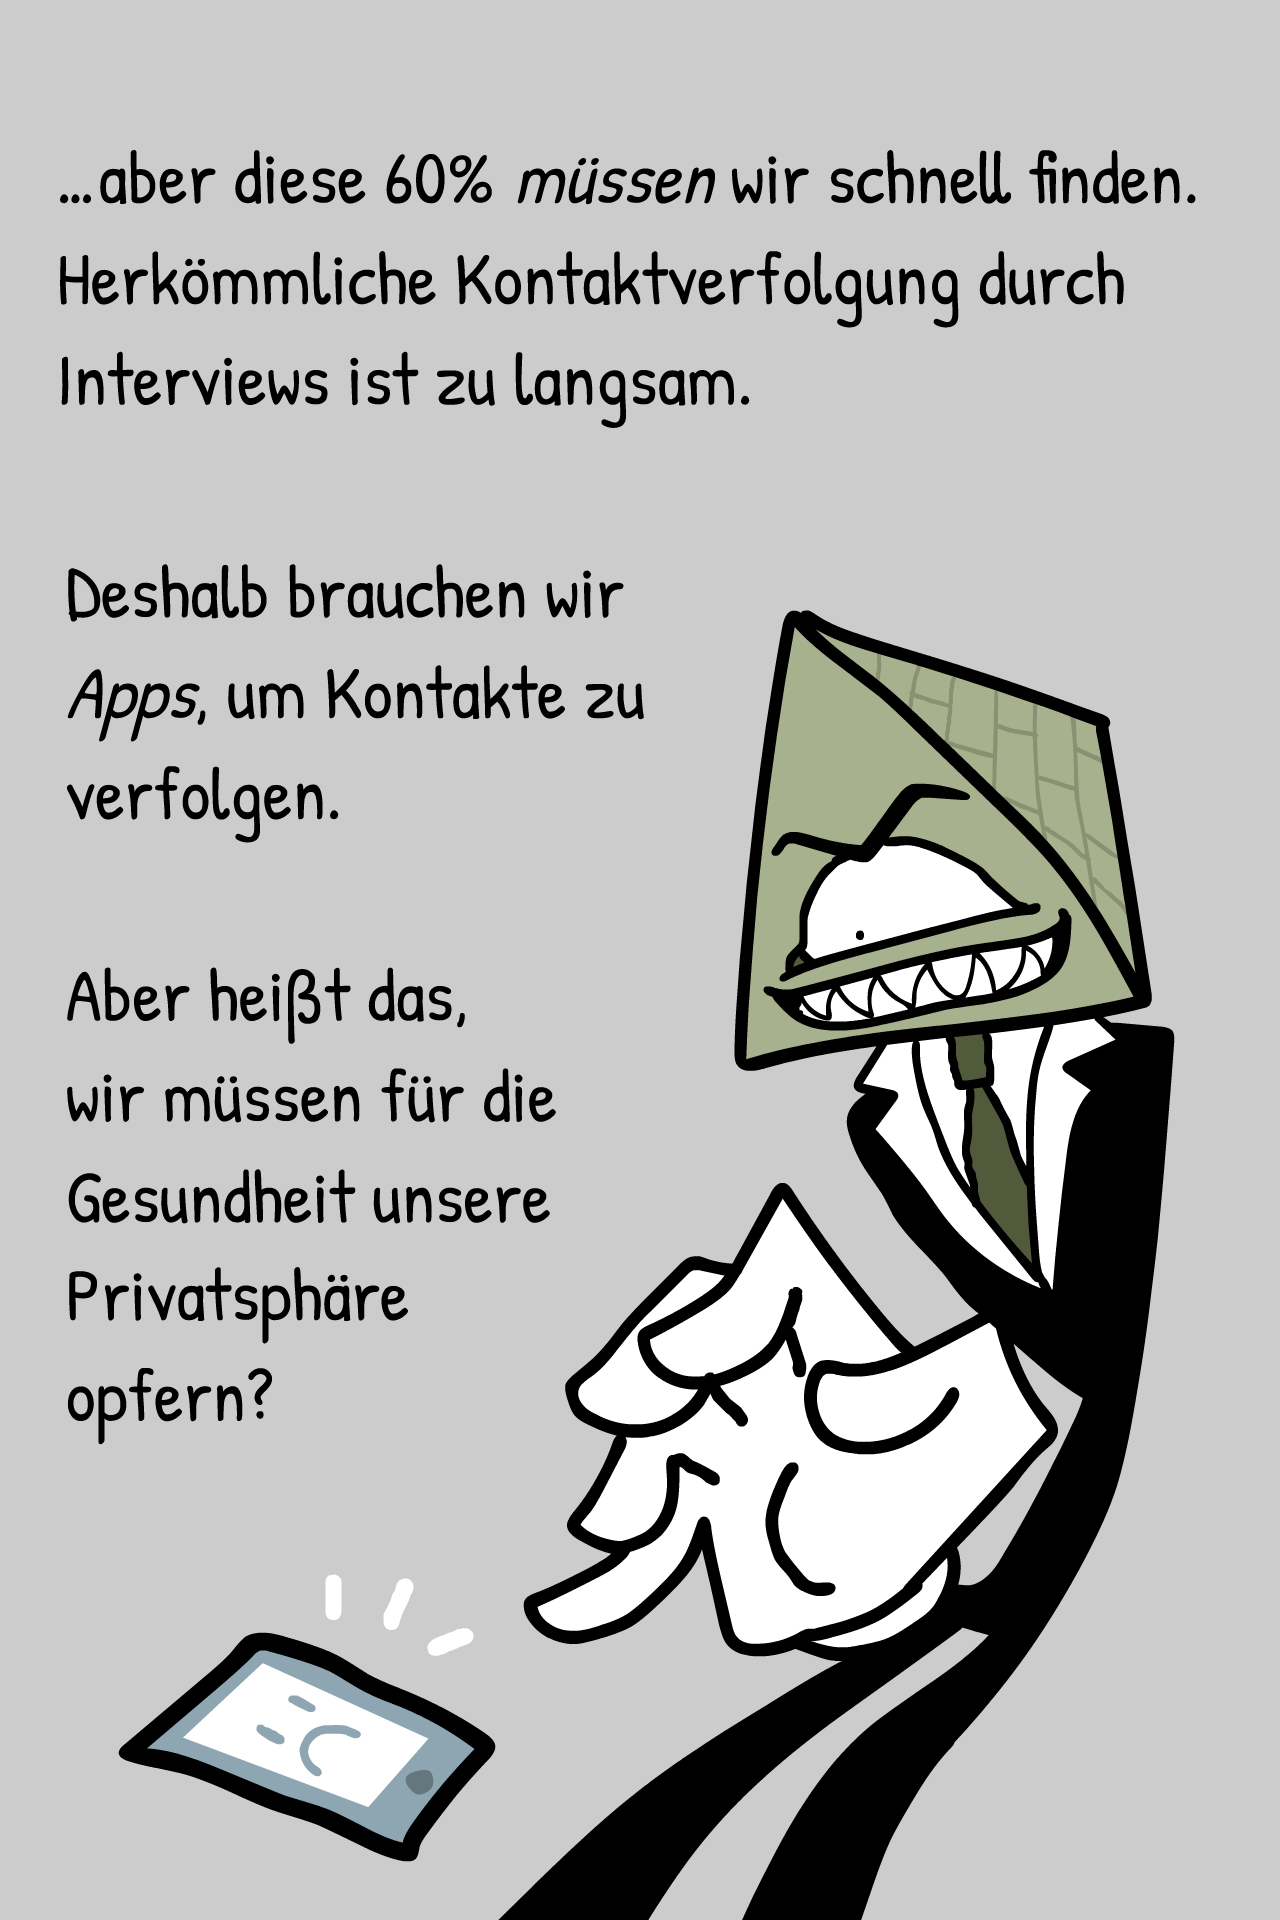 ...aber diese 60% müssen wir schnell finden.
Herkömmliche Kontaktverfolgung durch
Interviews ist zu langsam.
Deshalb brauchen wir
Apps, um Kontakte zu
verfolgen.
Aber heißt das,
wir müssen für die
Gesundheit unsere
Privatsphäre
opfern?